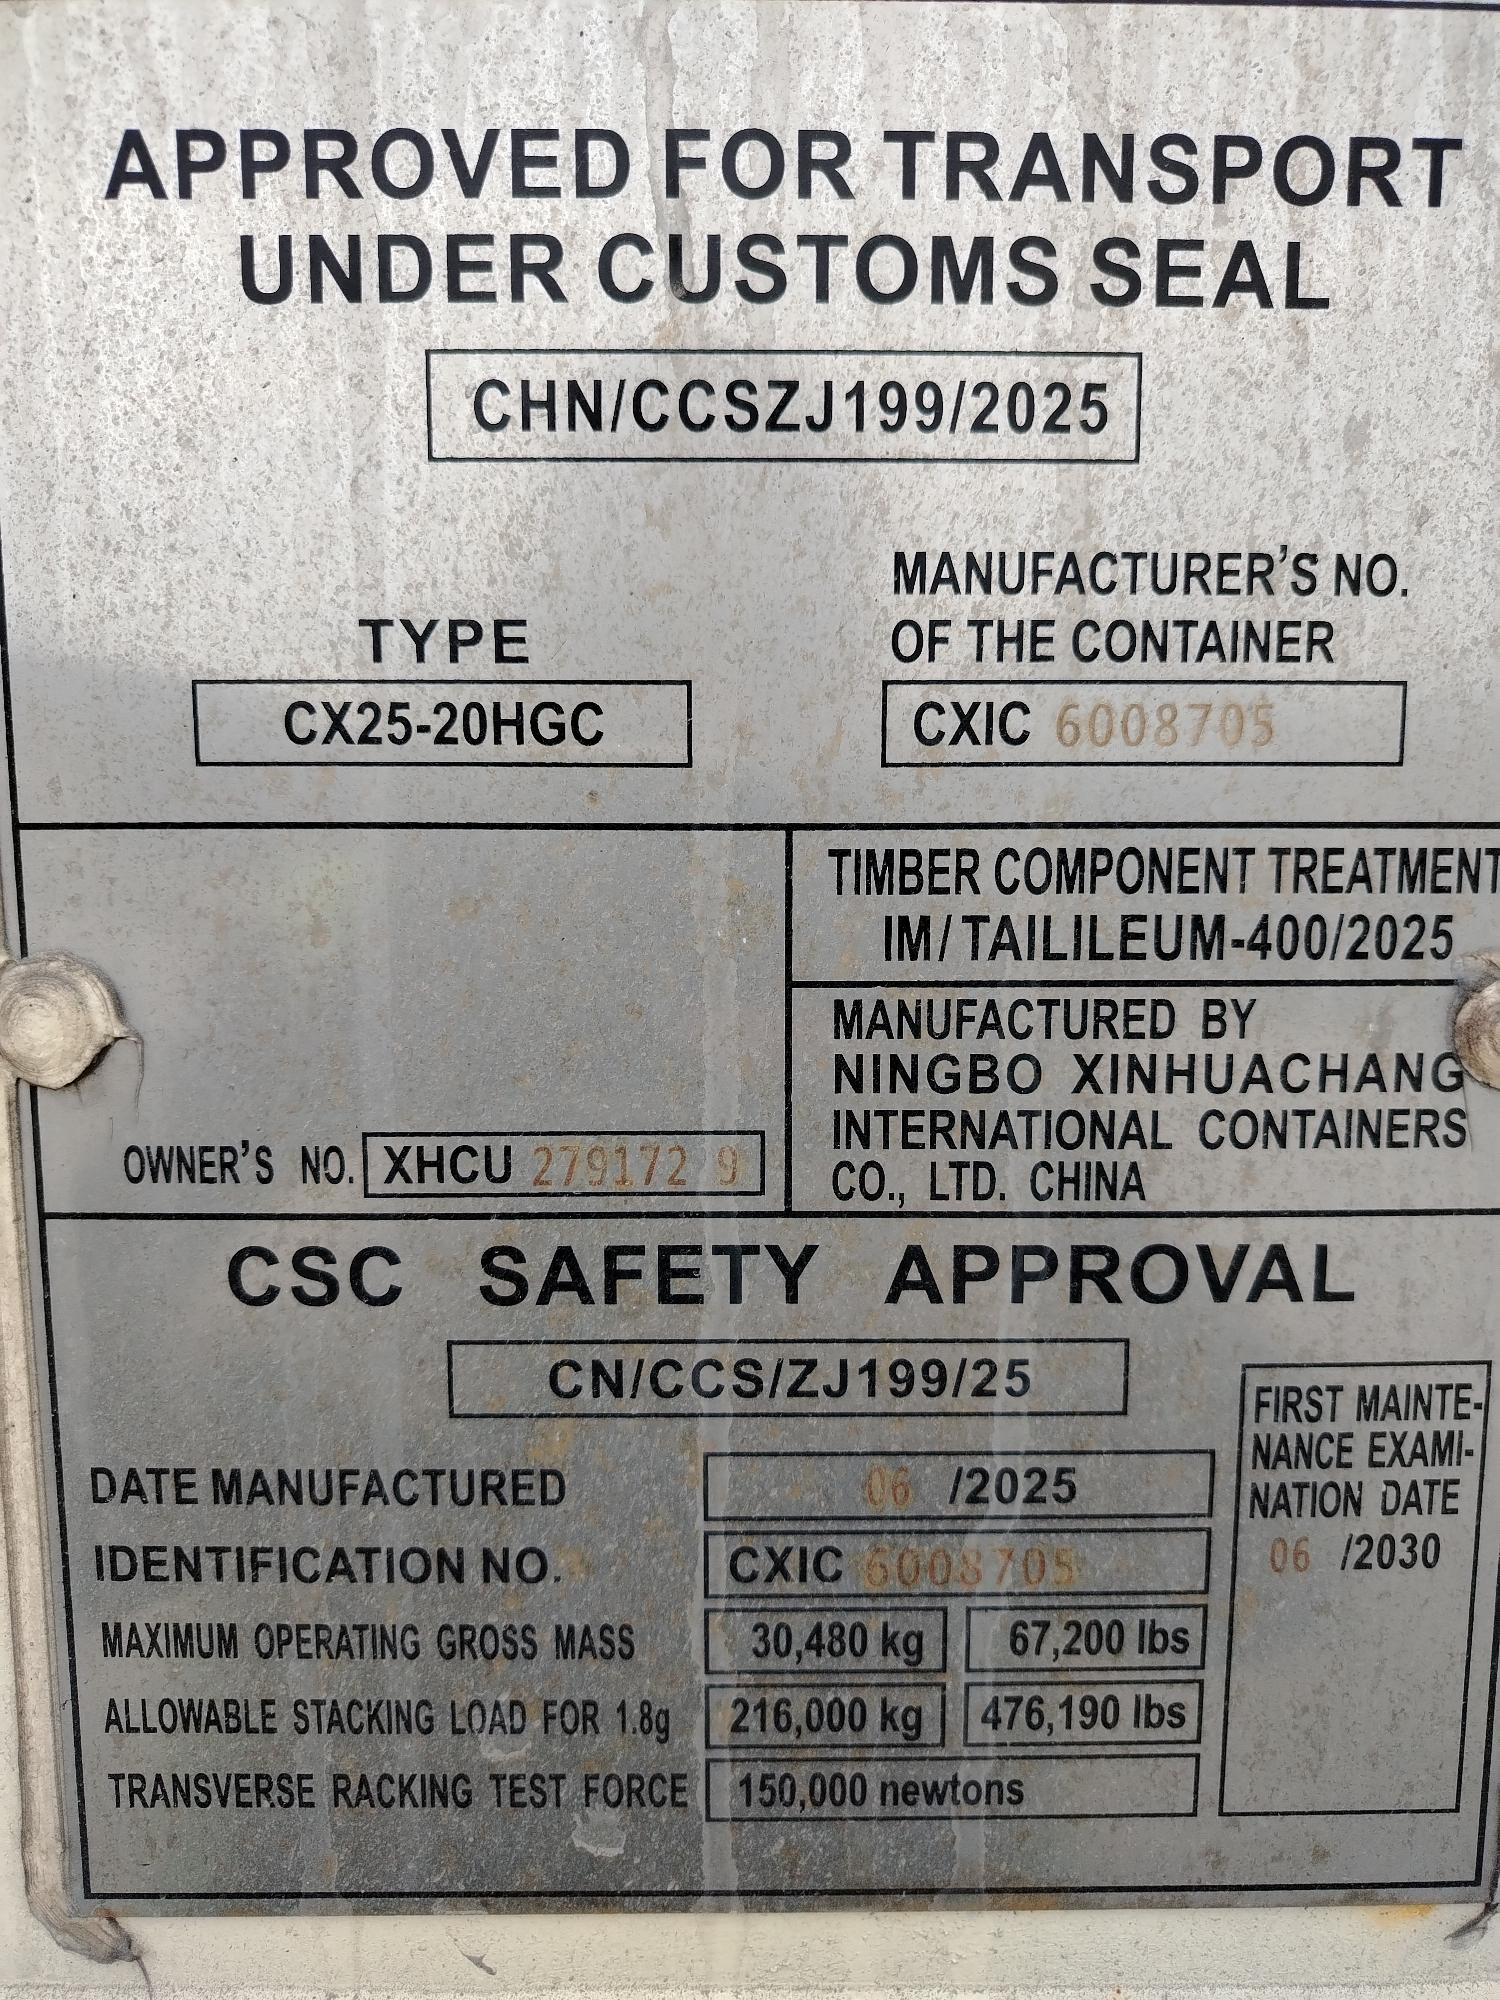 APPROVED FOR TRANSPORT
UNDER CUSTOMS SEAL
CHN/CCSZJ199/2025
TYPE
CX25-20HGC
MANUFACTURER'S NO.
OF THE CONTAINER
CXIC 6008705
TIMBER COMPONENT TREATMENT
IM/TAILILEUM-400/2025
MANUFACTURED BY
NINGBO XINHUACHANG
INTERNATIONAL CONTAINERS
CO., LTD. CHINA
OWNER'S NO. XHCU 279172 9
CSC SAFETY APPROVAL
CN/CCS/ZJ199/25
DATE MANUFACTURED 06 /2025
IDENTIFICATION NO. CXIC 6008705
MAXIMUM OPERATING GROSS MASS 30,480 kg 67,200 lbs
ALLOWABLE STACKING LOAD FOR 1.8g 216,000 kg 476,190 lbs
TRANSVERSE RACKING TEST FORCE 150,000 newtons
FIRST MAINTE-
NANCE EXAMI-
NATION DATE
06 /2030